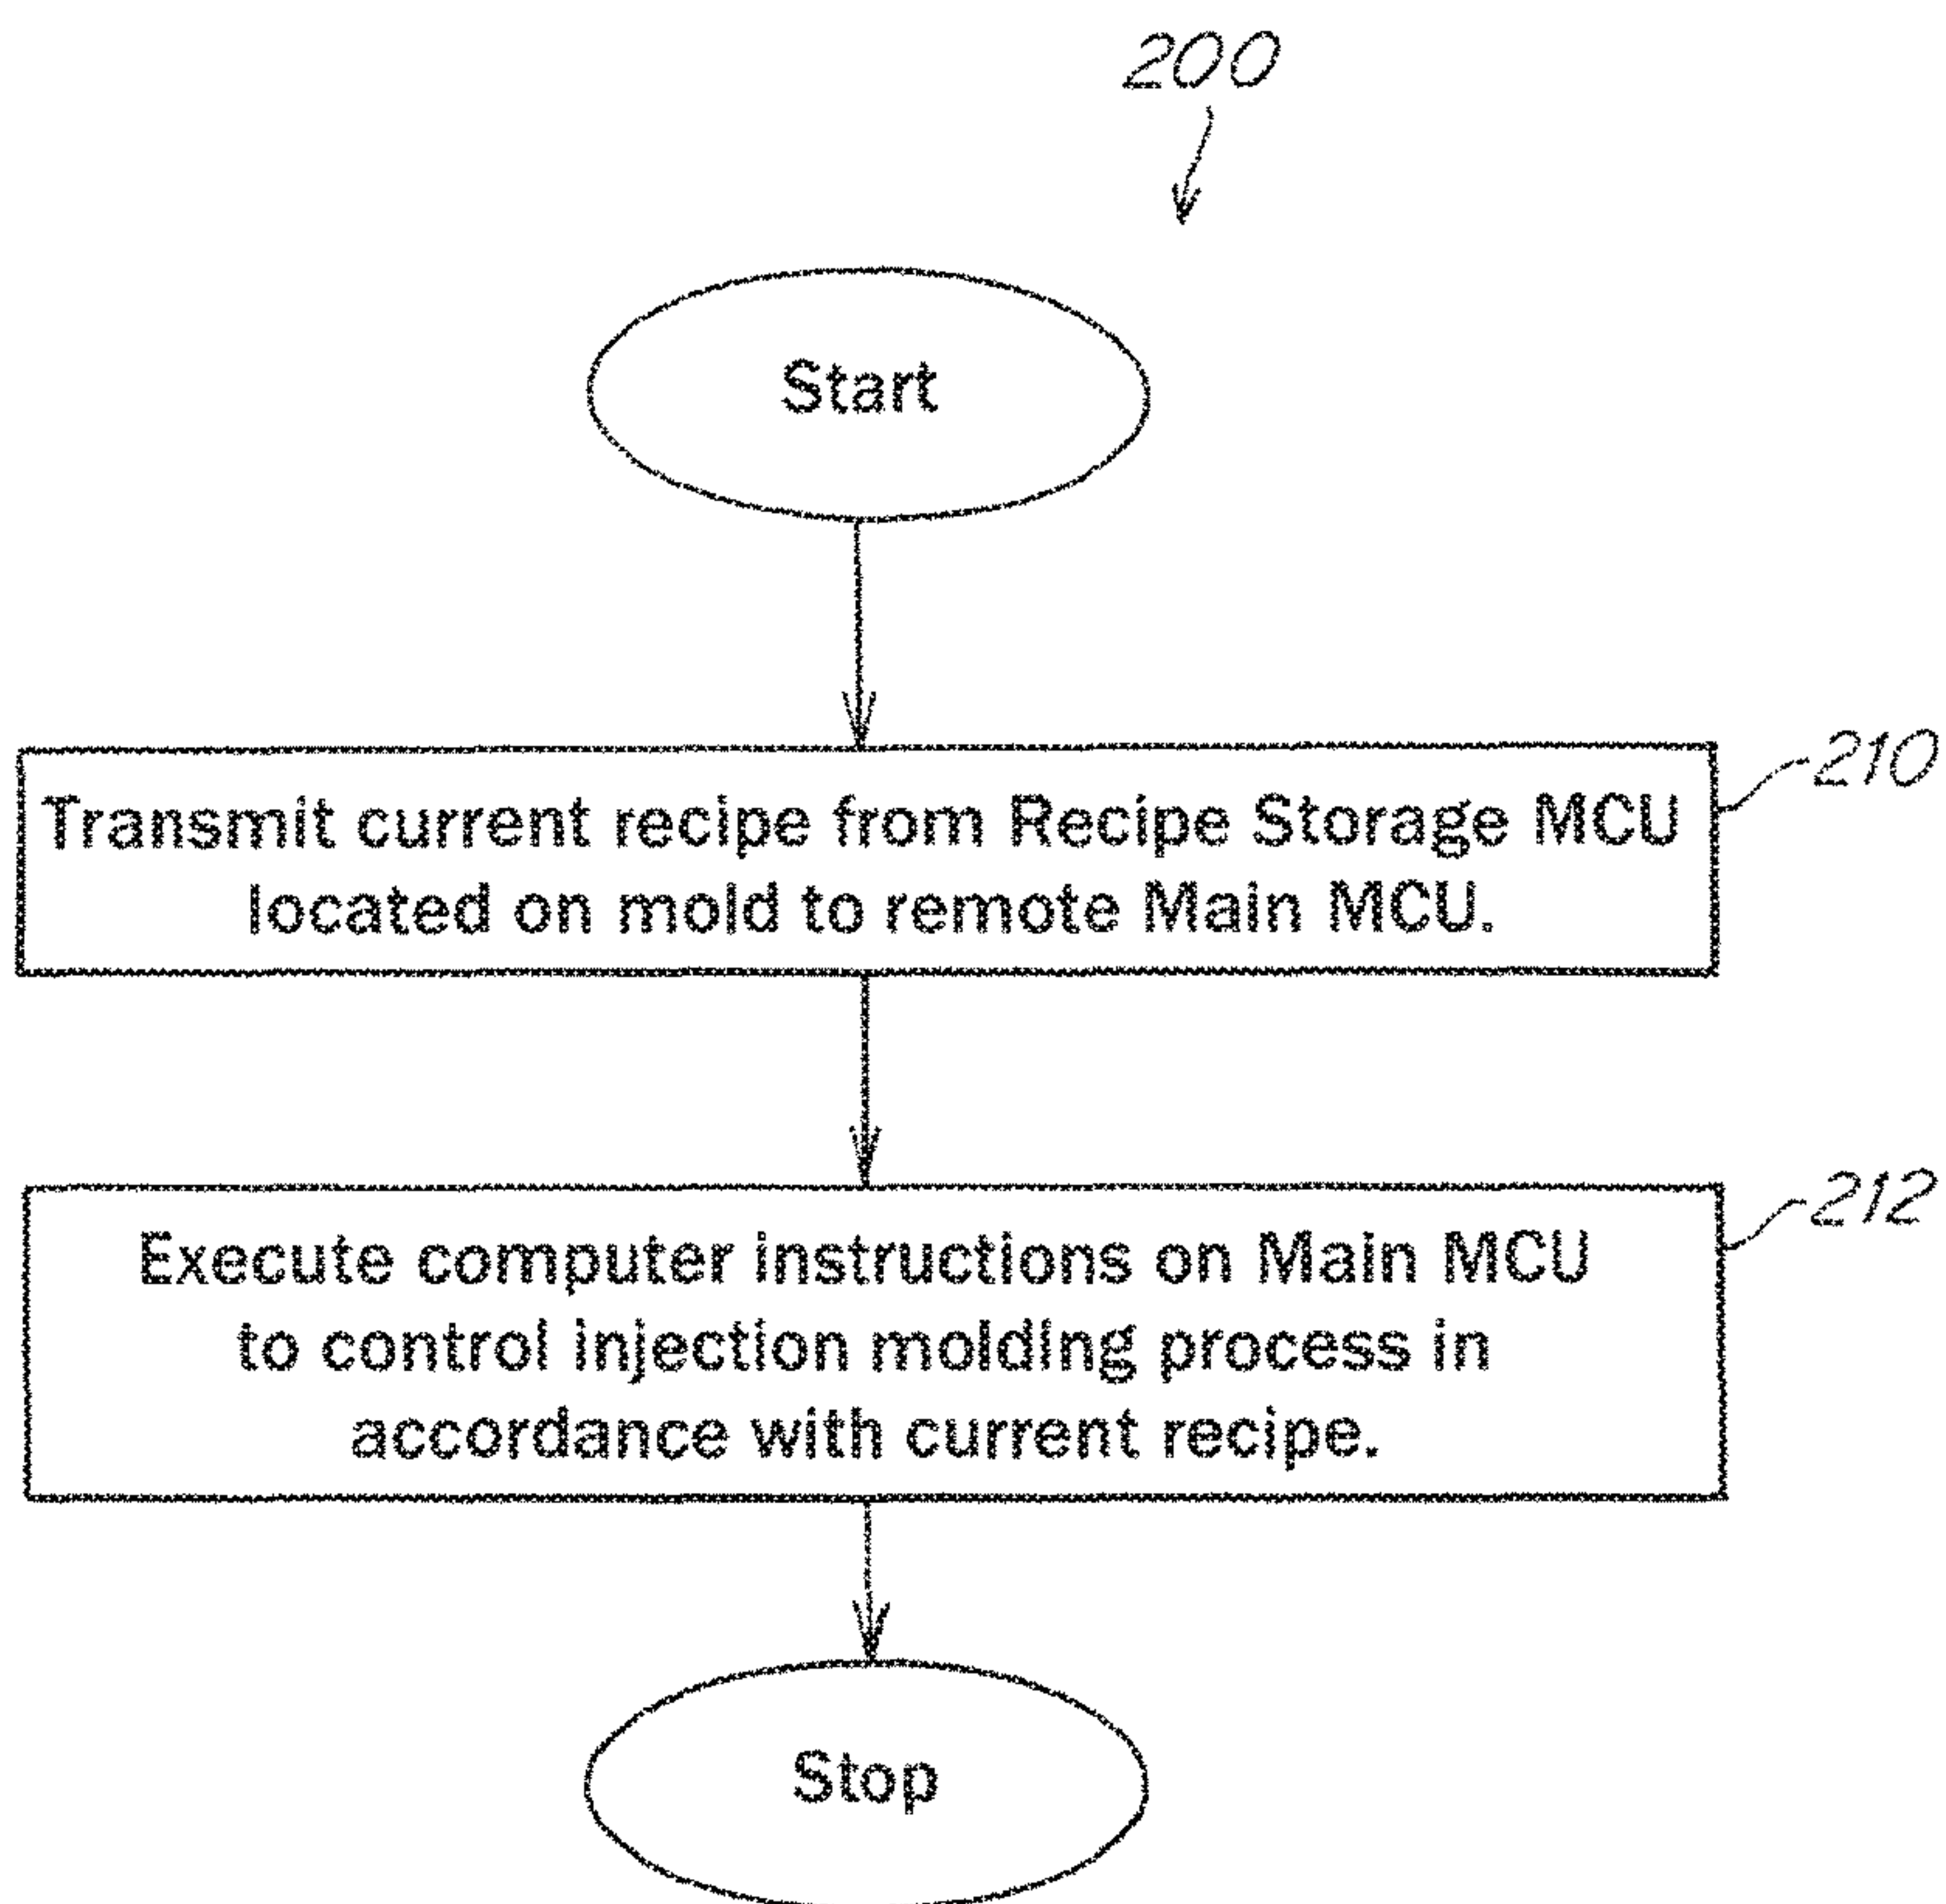 200
Start
Transmit current recipe from Recipe Storage MCU
210
located on mold to remote Main MCU.
Execute computer instructions on Main MCU
212
to control injection molding process in
accordance with current recipe.
Stop